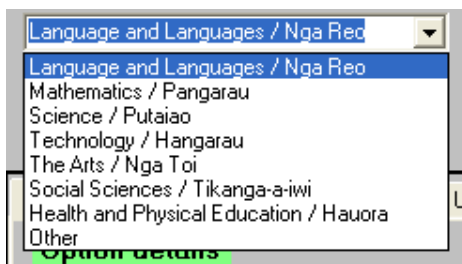 Language and Languages / Nga Reo
Language and Languages / Nga Reo
Mathematics / Pangarau
Science / Putaiao
Technology / Hangarau
The Arts / Nga Toi
Social Sciences / Tikanga-a-iwi
Health and Physical Education / Hauora
Other
Option details